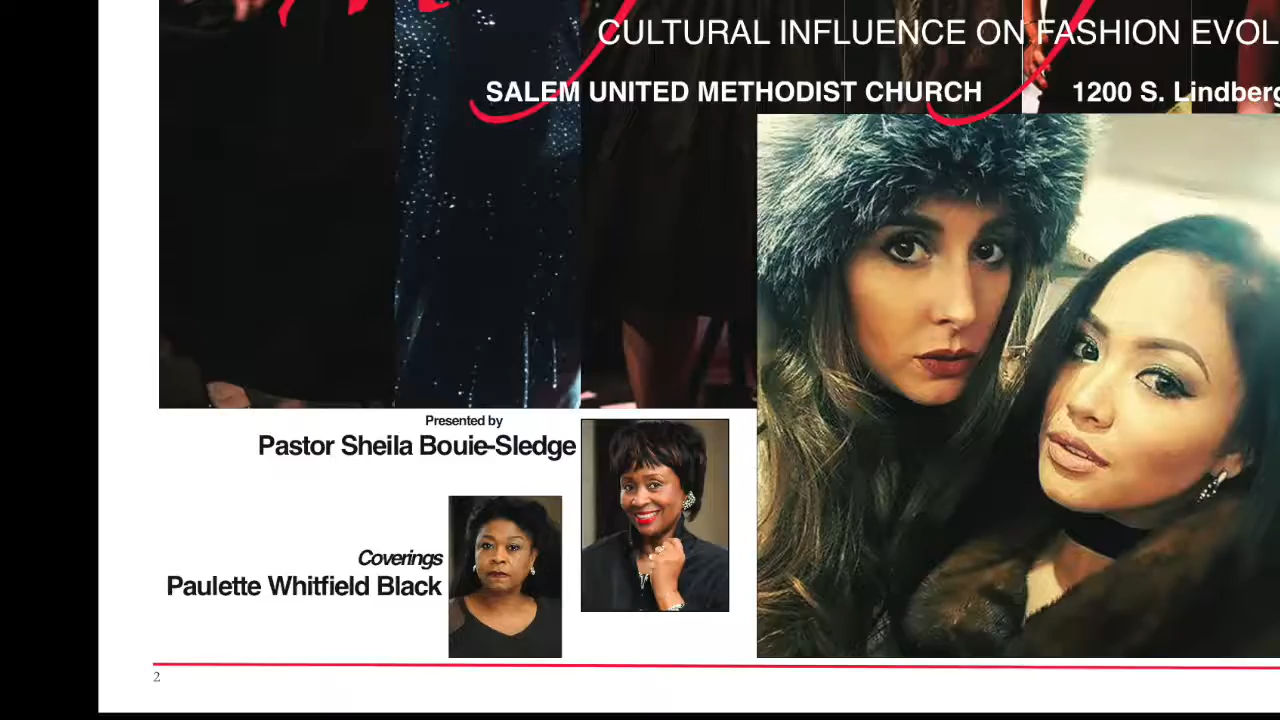 CULTURAL INFLUENCE ON FASHION EVOL
SALEM UNITED METHODIST CHURCH 1200 S. Lindberg
Presented by
Pastor Sheila Bouie-Sledge
Coverings
Paulette Whitfield Black
2